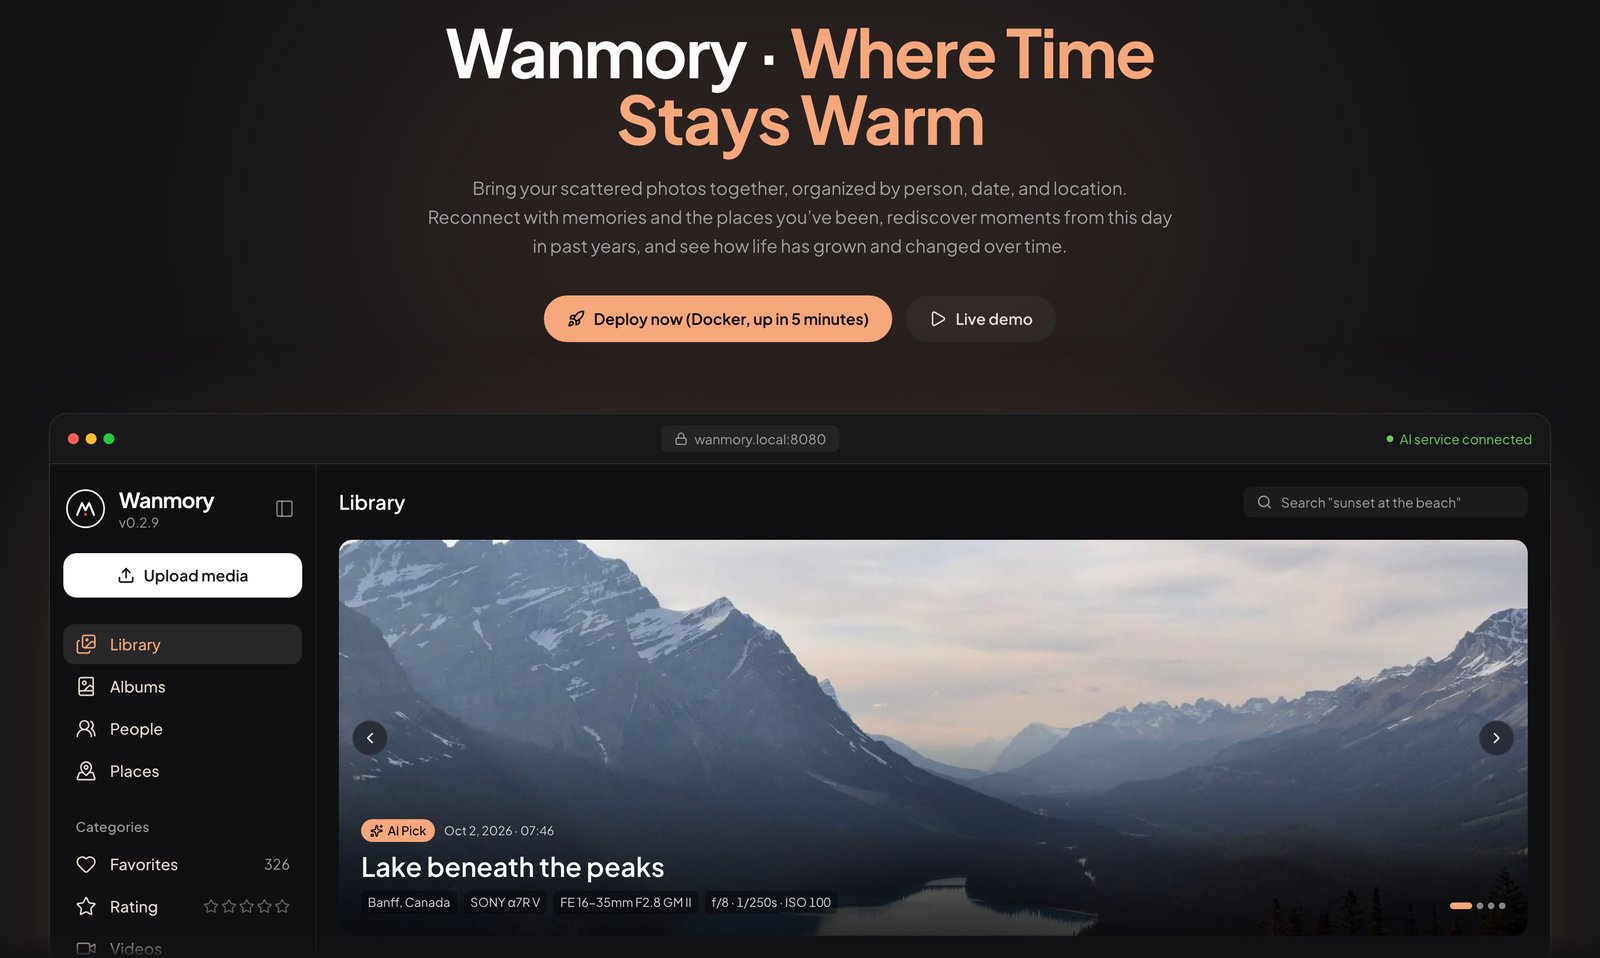 Wanmory · Where Time
Stays Warm
Bring your scattered photos together, organized by person, date, and location.
Reconnect with memories and the places you’ve been, rediscover moments from this day
in past years, and see how life has grown and changed over time.
Deploy now (Docker, up in 5 minutes)
Live demo
wanmory.local:8080
AI service connected
Wanmory
v0.2.9
Upload media
Library
Albums
People
Places
Categories
Favorites 326
Rating
Videos
Library
Search "sunset at the beach"
AI Pick
Oct 2, 2026 · 07:46
Lake beneath the peaks
Banff, Canada
SONY α7R V
FE 16–35mm F2.8 GM II
f/8 · 1/250s · ISO 100